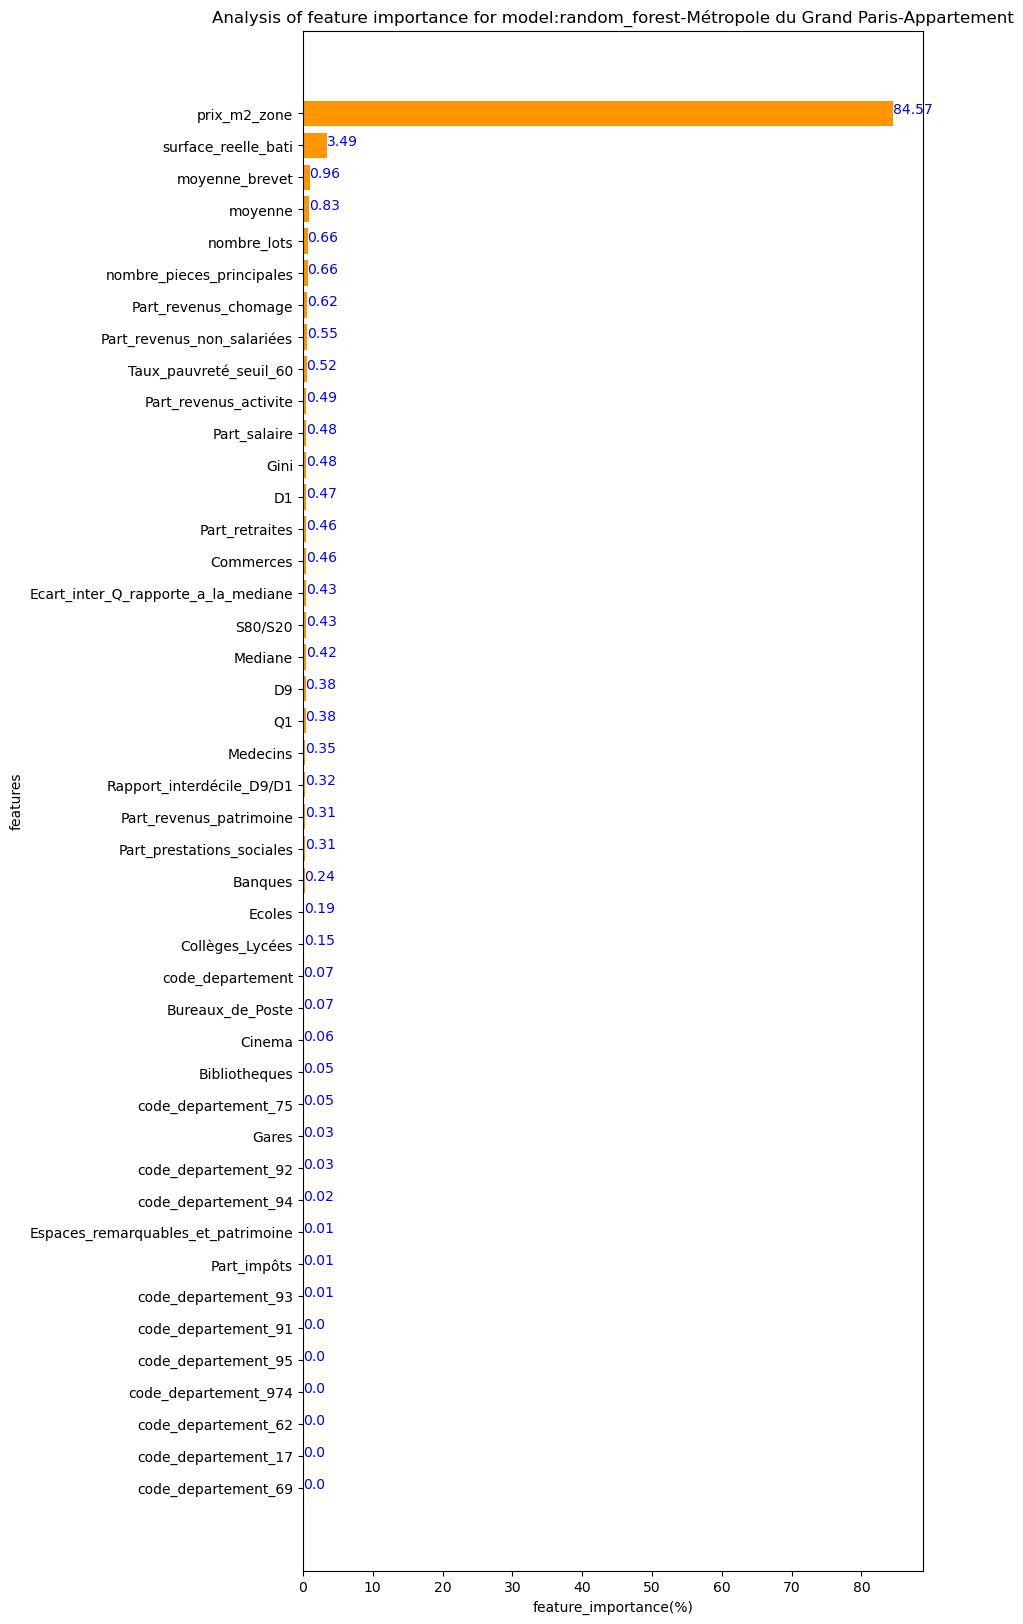 Analysis of feature importance for model:random_forest-Métropole du Grand Paris-Appartement
prix_m2_zone 84.57
surface_reelle_bati 3.49
moyenne_brevet 0.96
moyenne 0.83
nombre_lots 0.66
nombre_pieces_principales 0.66
Part_revenus_chomage 0.62
Part_revenus_non_salariées 0.55
Taux_pauvreté_seuil_60 0.52
Part_revenus_activite 0.49
Part_salaire 0.48
Gini 0.48
D1 0.47
Part_retraites 0.46
Commerces 0.46
Ecart_inter_Q_rapporte_a_la_mediane 0.43
S80/S20 0.43
Mediane 0.42
D9 0.38
Q1 0.38
Medecins 0.35
Rapport_interdécile_D9/D1 0.32
Part_revenus_patrimoine 0.31
Part_prestations_sociales 0.31
Banques 0.24
Ecoles 0.19
Collèges_Lycées 0.15
code_departement 0.07
Bureaux_de_Poste 0.07
Cinema 0.06
Bibliotheques 0.05
code_departement_75 0.05
Gares 0.03
code_departement_92 0.03
code_departement_94 0.02
Espaces_remarquables_et_patrimoine 0.01
Part_impôts 0.01
code_departement_93 0.01
code_departement_91 0.0
code_departement_95 0.0
code_departement_974 0.0
code_departement_62 0.0
code_departement_17 0.0
code_departement_69 0.0
features
0 10 20 30 40 50 60 70 80
feature_importance(%)